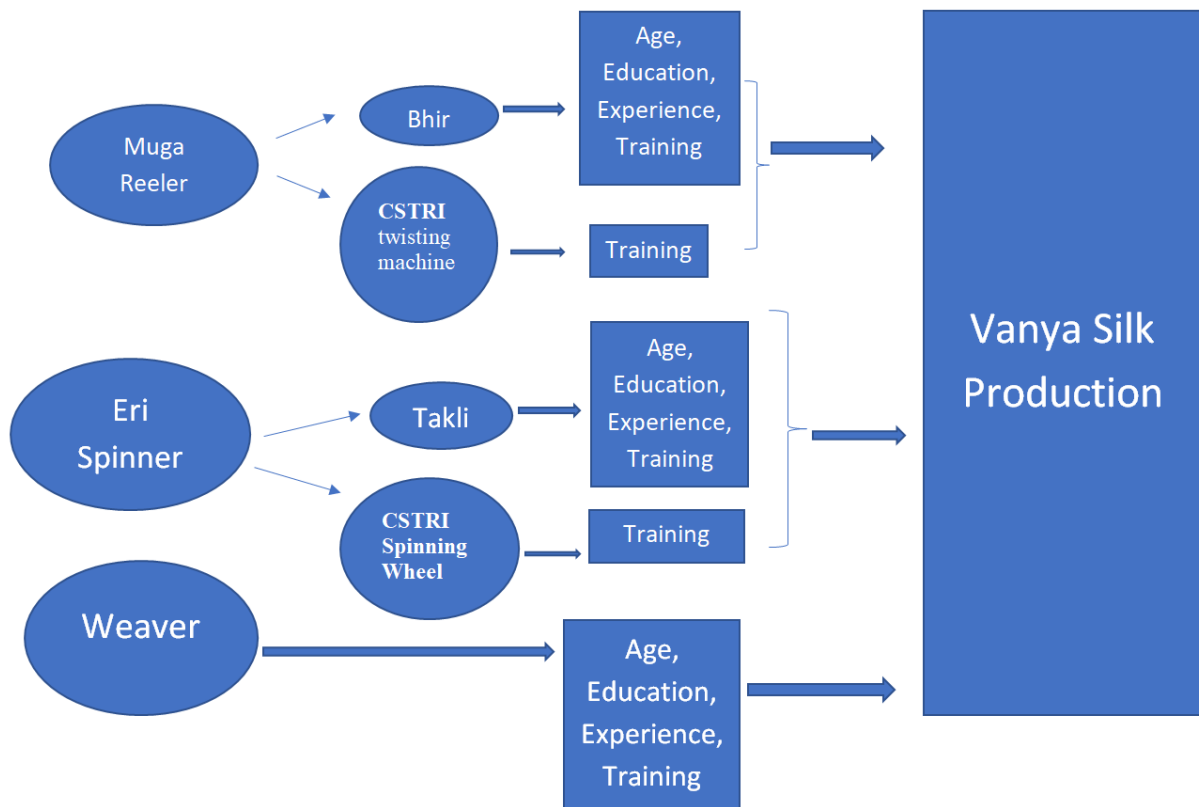 Muga
Reeler
Bhir
Age,
Education,
Experience,
Training
CSTRI
twisting
machine
Training
Eri
Spinner
Takli
Age,
Education,
Experience,
Training
CSTRI
Spinning
Wheel
Training
Weaver
Age,
Education,
Experience,
Training
Vanya Silk
Production